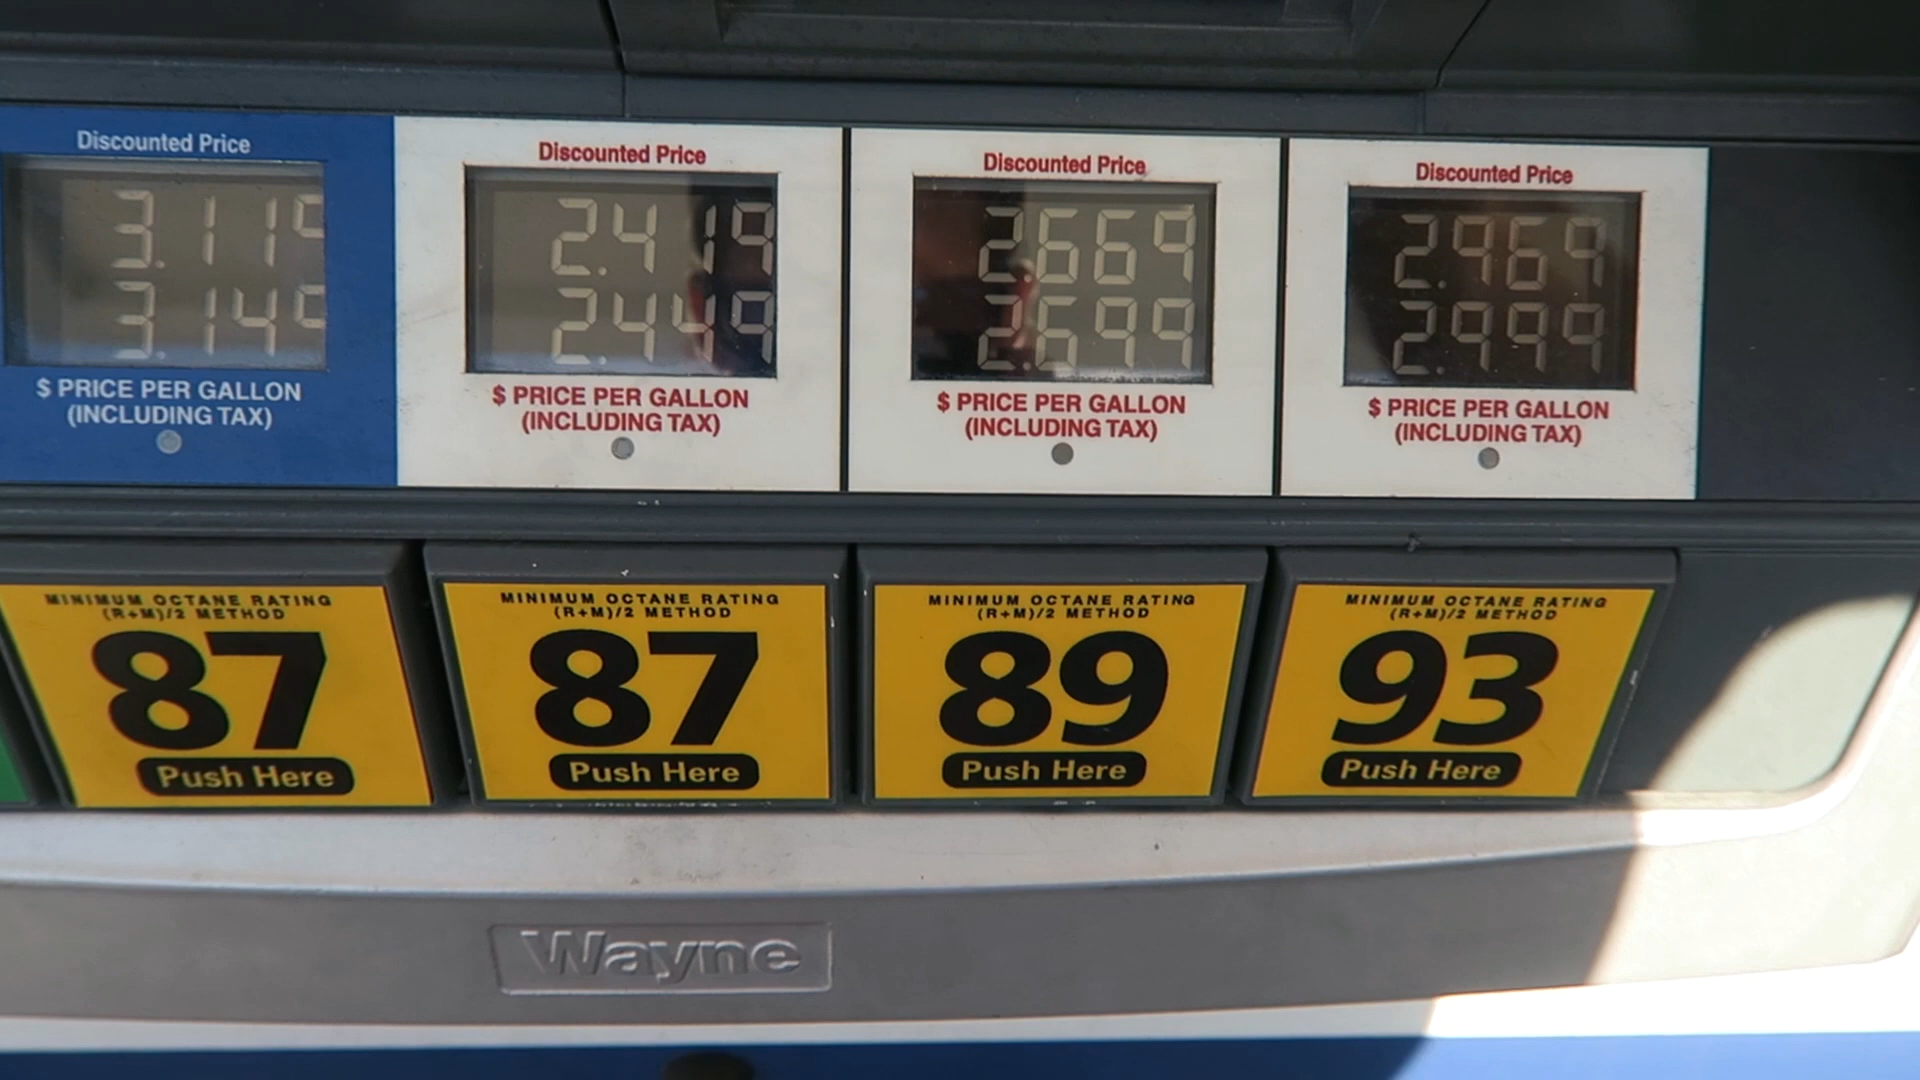 Discounted Price
3.119
3.149
$ PRICE PER GALLON
(INCLUDING TAX)
Discounted Price
2.419
2.449
$ PRICE PER GALLON
(INCLUDING TAX)
Discounted Price
2.669
2.699
$ PRICE PER GALLON
(INCLUDING TAX)
Discounted Price
2.969
2.999
$ PRICE PER GALLON
(INCLUDING TAX)
MINIMUM OCTANE RATING
(R+M)/2 METHOD
87
Push Here
MINIMUM OCTANE RATING
(R+M)/2 METHOD
87
Push Here
MINIMUM OCTANE RATING
(R+M)/2 METHOD
89
Push Here
MINIMUM OCTANE RATING
(R+M)/2 METHOD
93
Push Here
Wayne